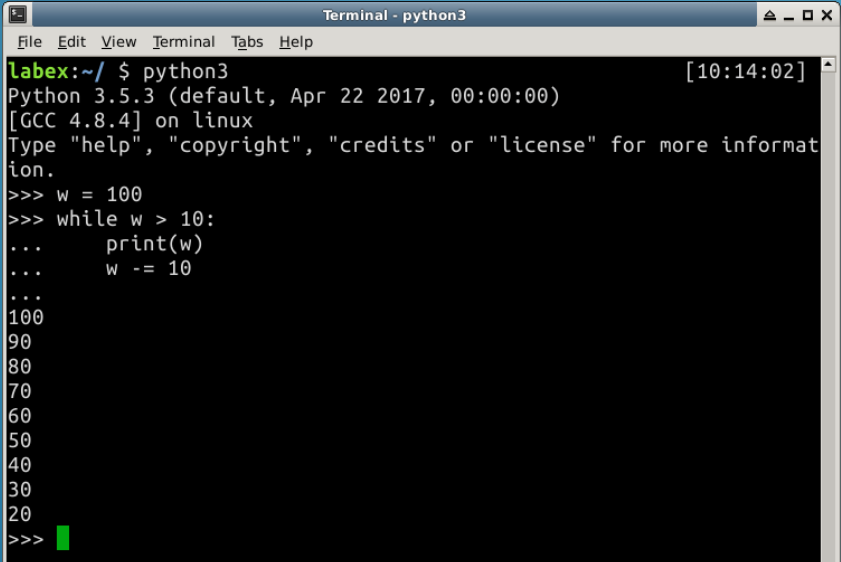 Terminal - python3
File Edit View Terminal Tabs Help
labex:~/ $ python3 [10:14:02]
Python 3.5.3 (default, Apr 22 2017, 00:00:00)
[GCC 4.8.4] on linux
Type "help", "copyright", "credits" or "license" for more informat
ion.
>>> w = 100
>>> while w > 10:
...     print(w)
...     w -= 10
...
100
90
80
70
60
50
40
30
20
>>>